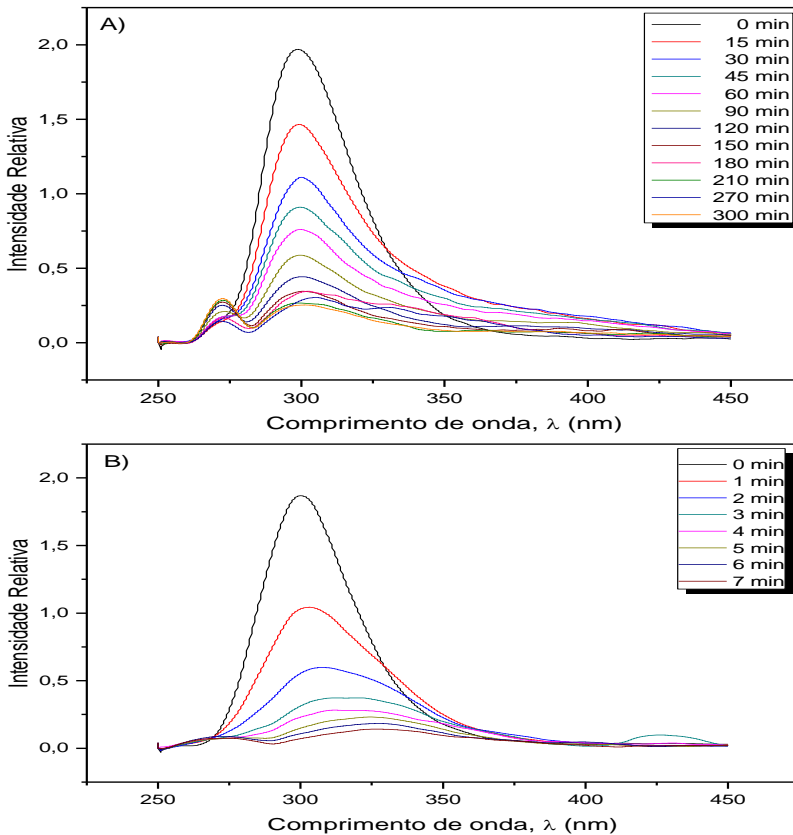 A)
2,0
1,5
1,0
0,5
0,0
Intensidade Relativa
250
300
350
400
450
Comprimento de onda, λ (nm)
0 min
15 min
30 min
45 min
60 min
90 min
120 min
150 min
180 min
210 min
270 min
300 min
B)
2,0
1,5
1,0
0,5
0,0
Intensidade Relativa
250
300
350
400
450
Comprimento de onda, λ (nm)
0 min
1 min
2 min
3 min
4 min
5 min
6 min
7 min